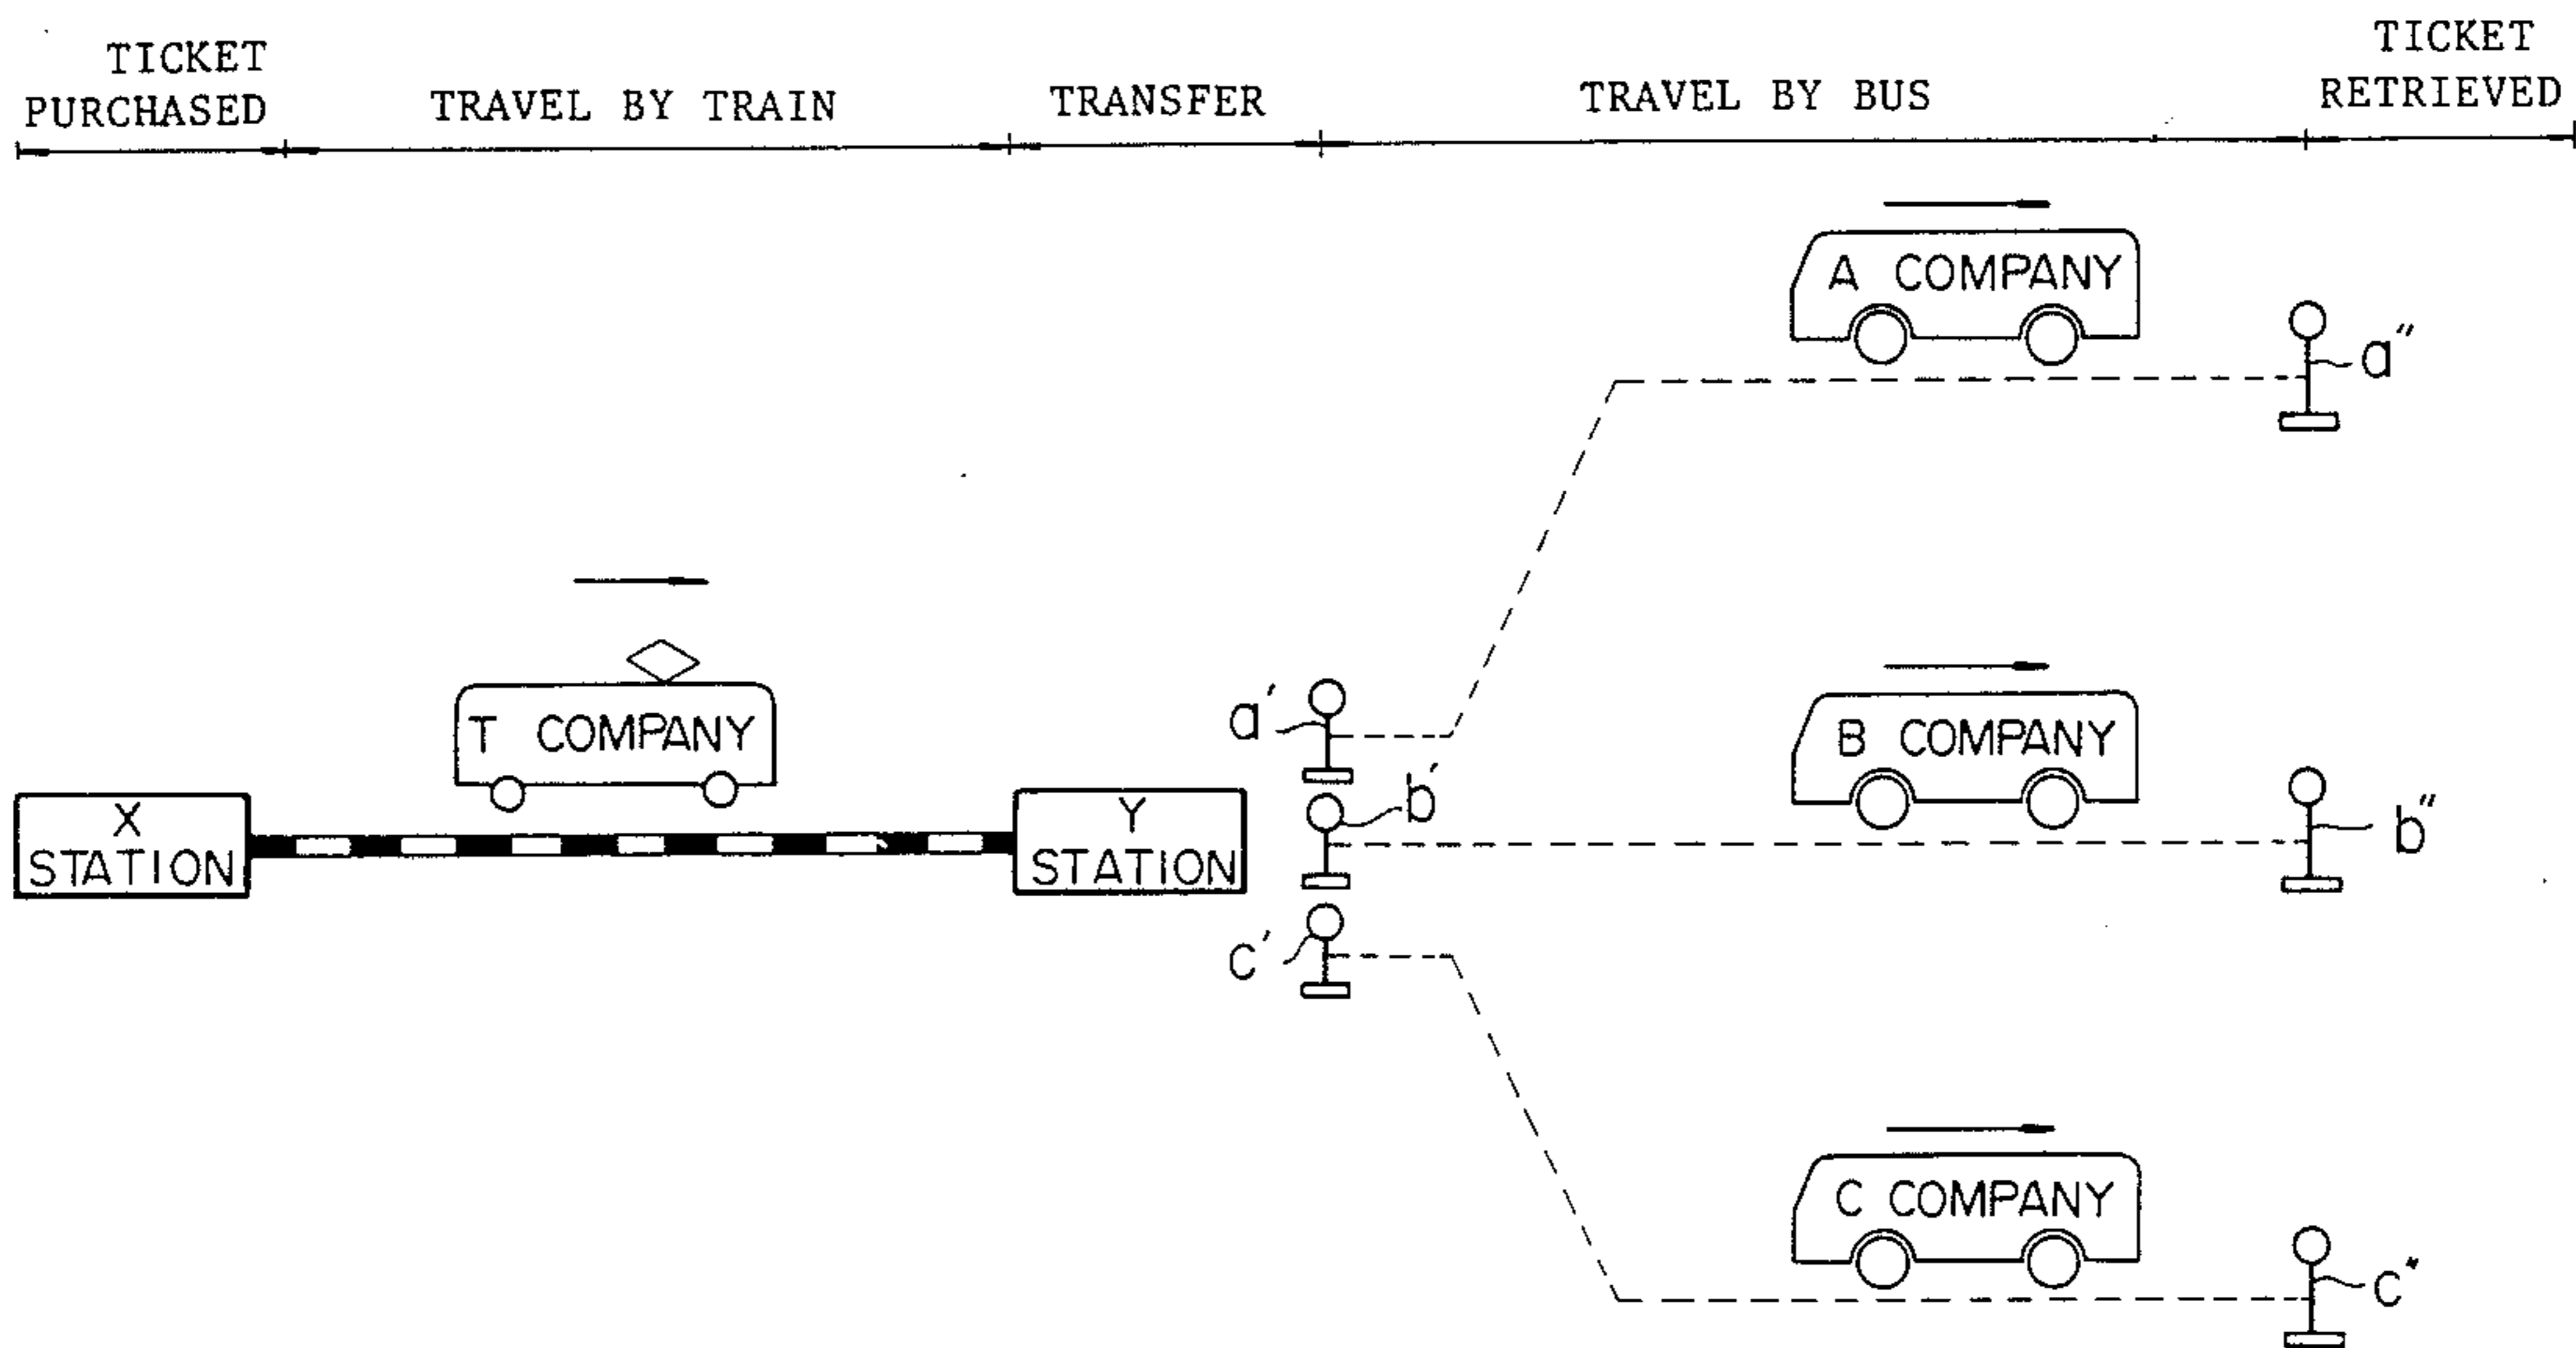 TICKET
PURCHASED
TRAVEL BY TRAIN
TRANSFER
TRAVEL BY BUS
TICKET
RETRIEVED
A COMPANY
a"
T COMPANY
a'
B COMPANY
b'
b"
X
STATION
Y
STATION
c'
C COMPANY
c"